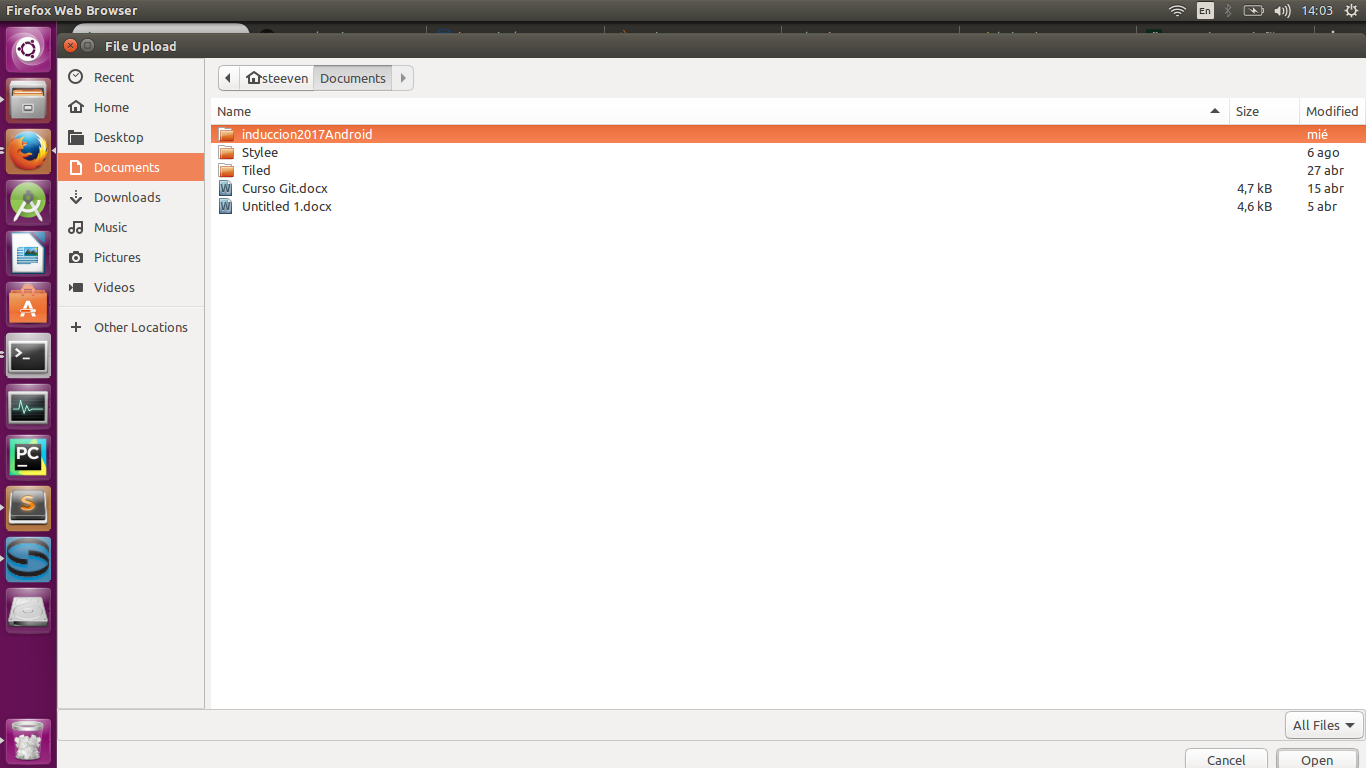 Firefox Web Browser
En
14:03
File Upload
Recent
Home
Desktop
Documents
Downloads
Music
Pictures
Videos
Other Locations
steeven
Documents
Name
Size
Modified
induccion2017Android
mié
Stylee
6 ago
Tiled
27 abr
Curso Git.docx
4,7 kB
15 abr
Untitled 1.docx
4,6 kB
5 abr
PC
S
All Files
Cancel
Open